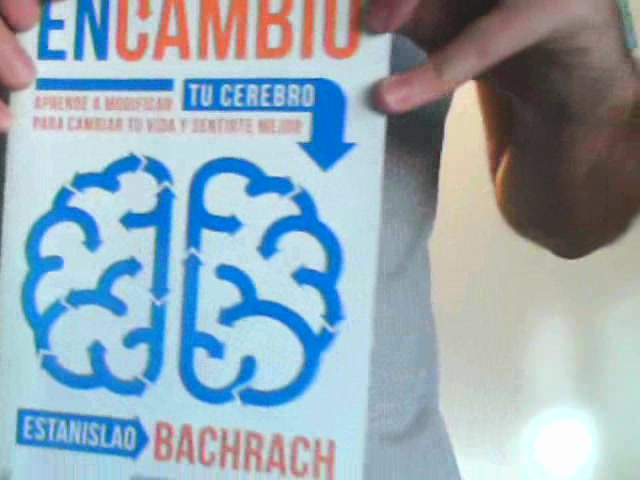 ENCAMBIO
APRENDE A MODIFICAR TU CEREBRO
PARA CAMBIAR TU VIDA Y SENTIRTE MEJOR
ESTANISLAO BACHRACH